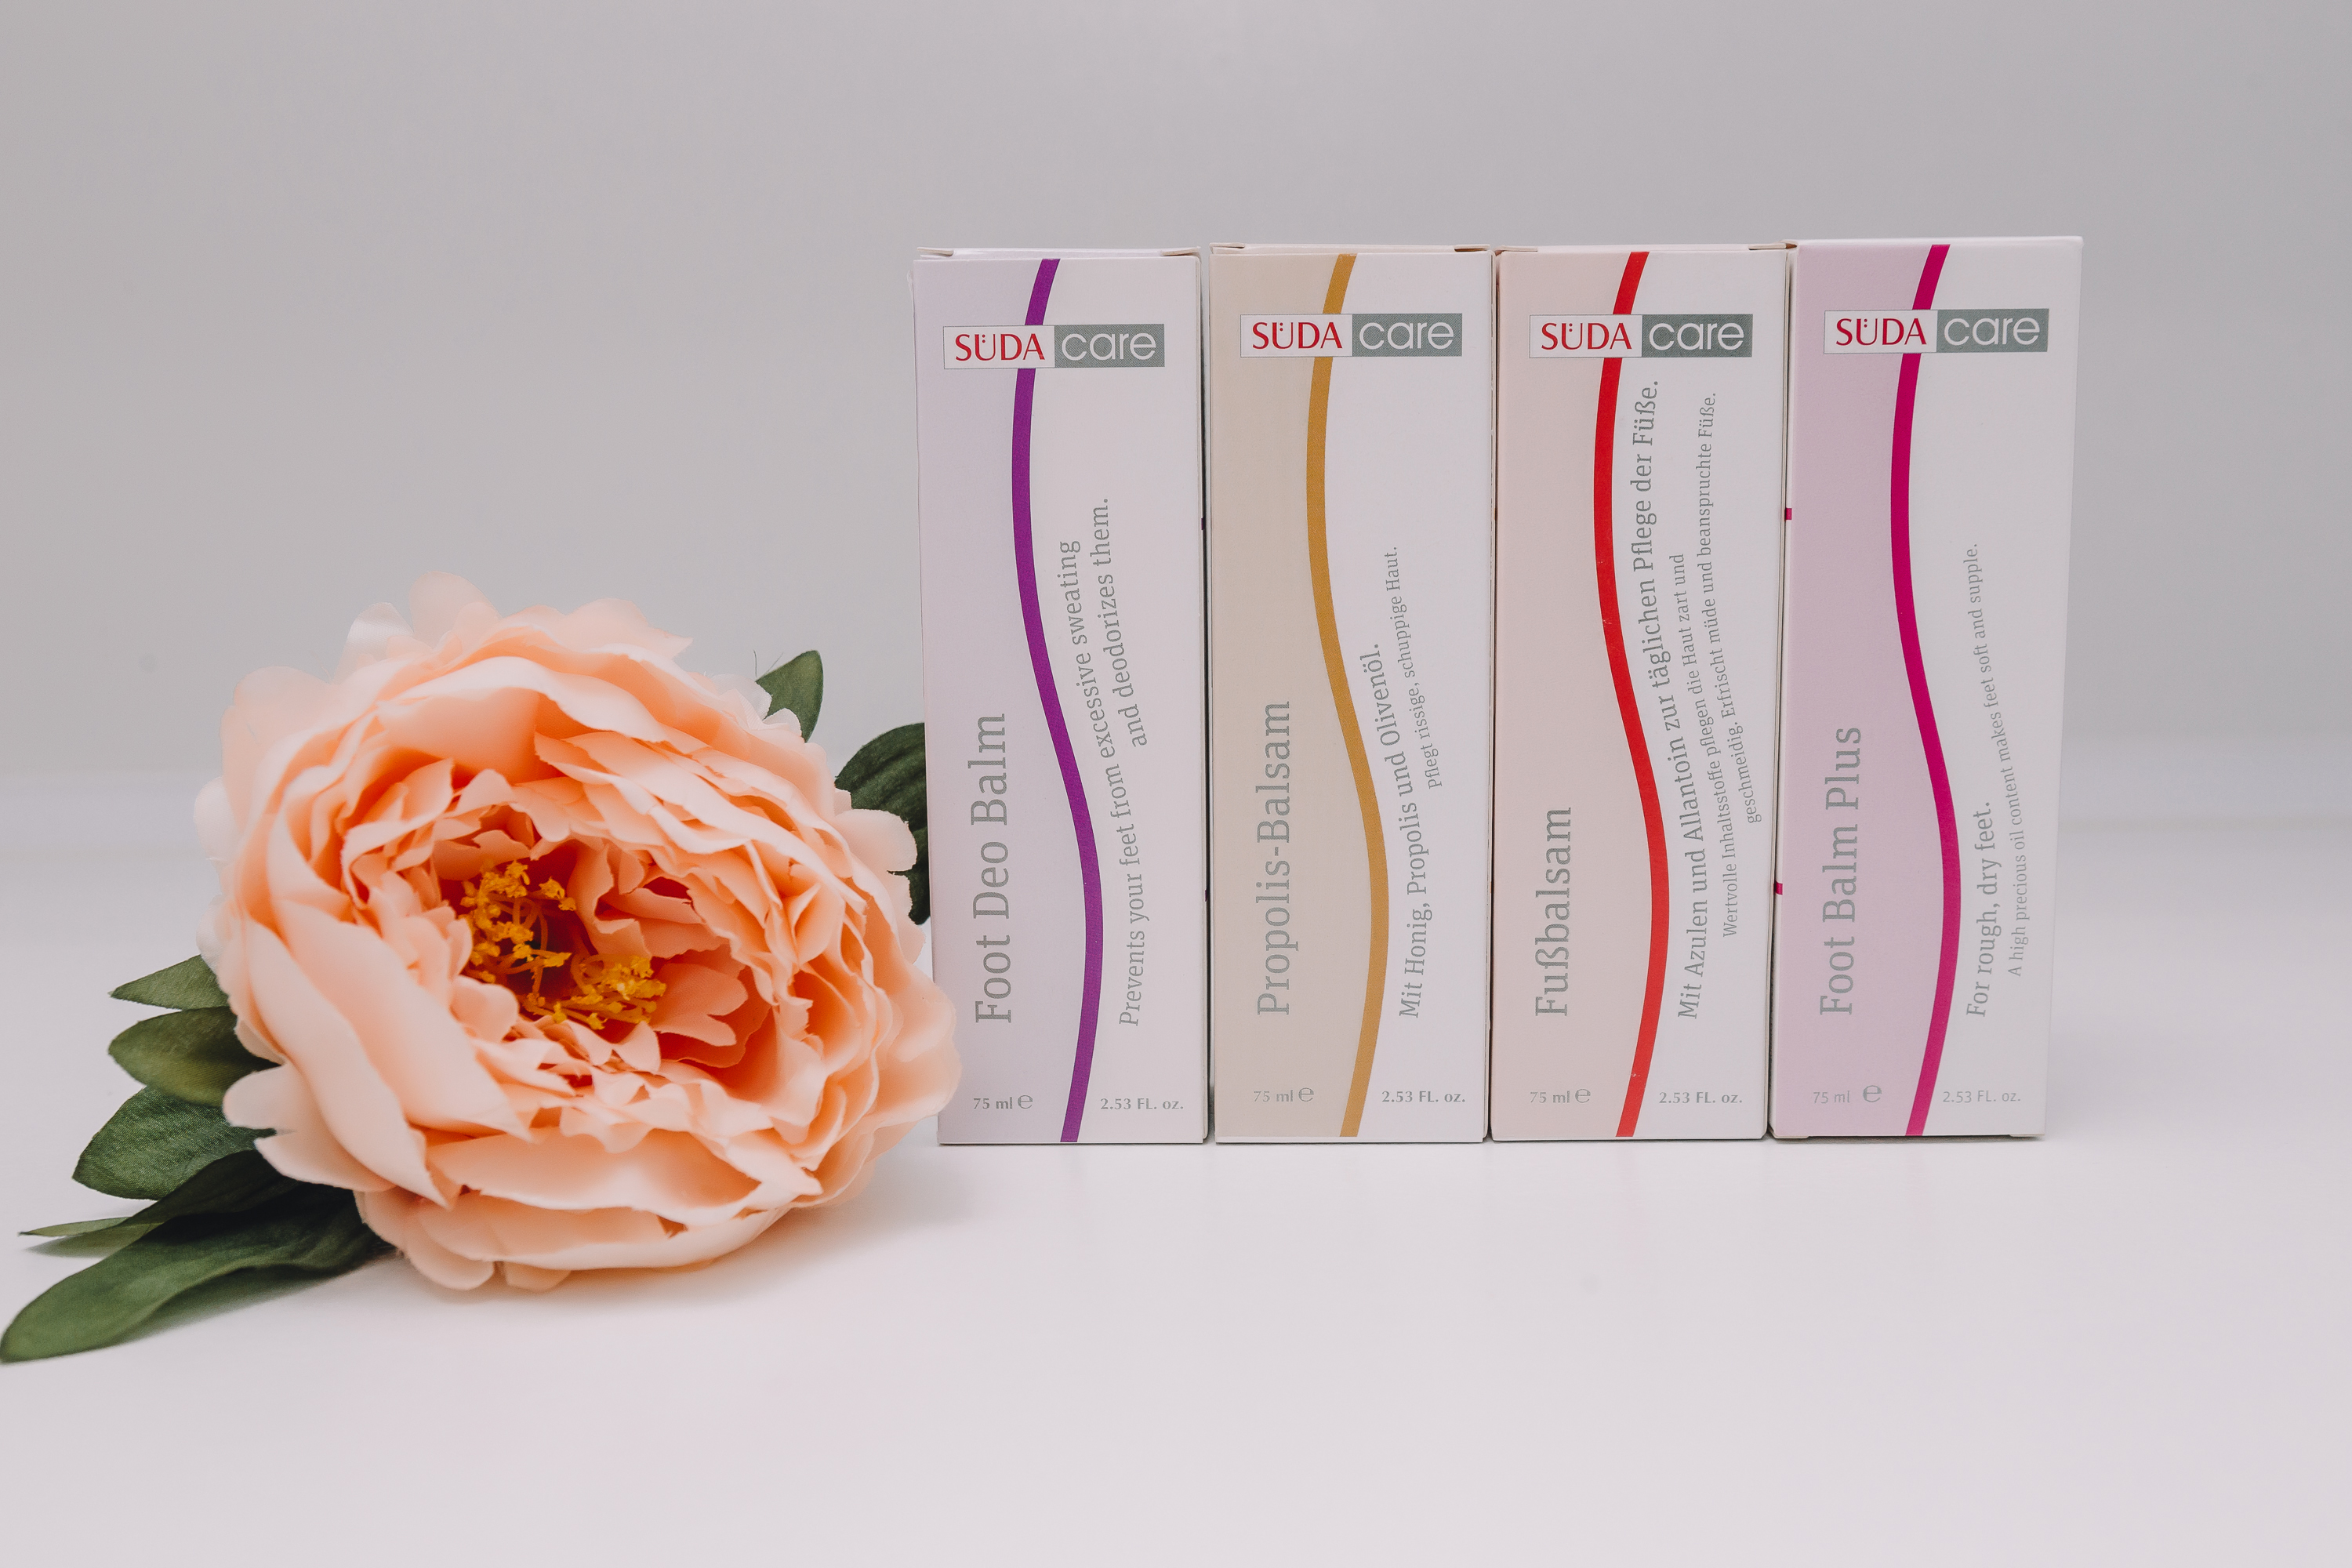 SÜDA care
Foot Deo Balm
Prevents your feet from excessive sweating
and deodorizes them.
75 ml ℮
2.53 FL. oz.
SÜDA care
Propolis-Balsam
Mit Honig, Propolis und Olivenöl.
Pflegt rissige, schuppige Haut.
75 ml ℮
2.53 FL. oz.
SÜDA care
Fußbalsam
Mit Azulen und Allantoin zur täglichen Pflege der Füße.
Wertvolle Inhaltsstoffe pflegen die Haut zart und
geschmeidig. Erfrischt müde und beanspruchte Füße.
75 ml ℮
2.53 FL. oz.
SÜDA care
Foot Balm Plus
For rough, dry feet.
A high precious oil content makes feet soft and supple.
75 ml ℮
2.53 FL. oz.